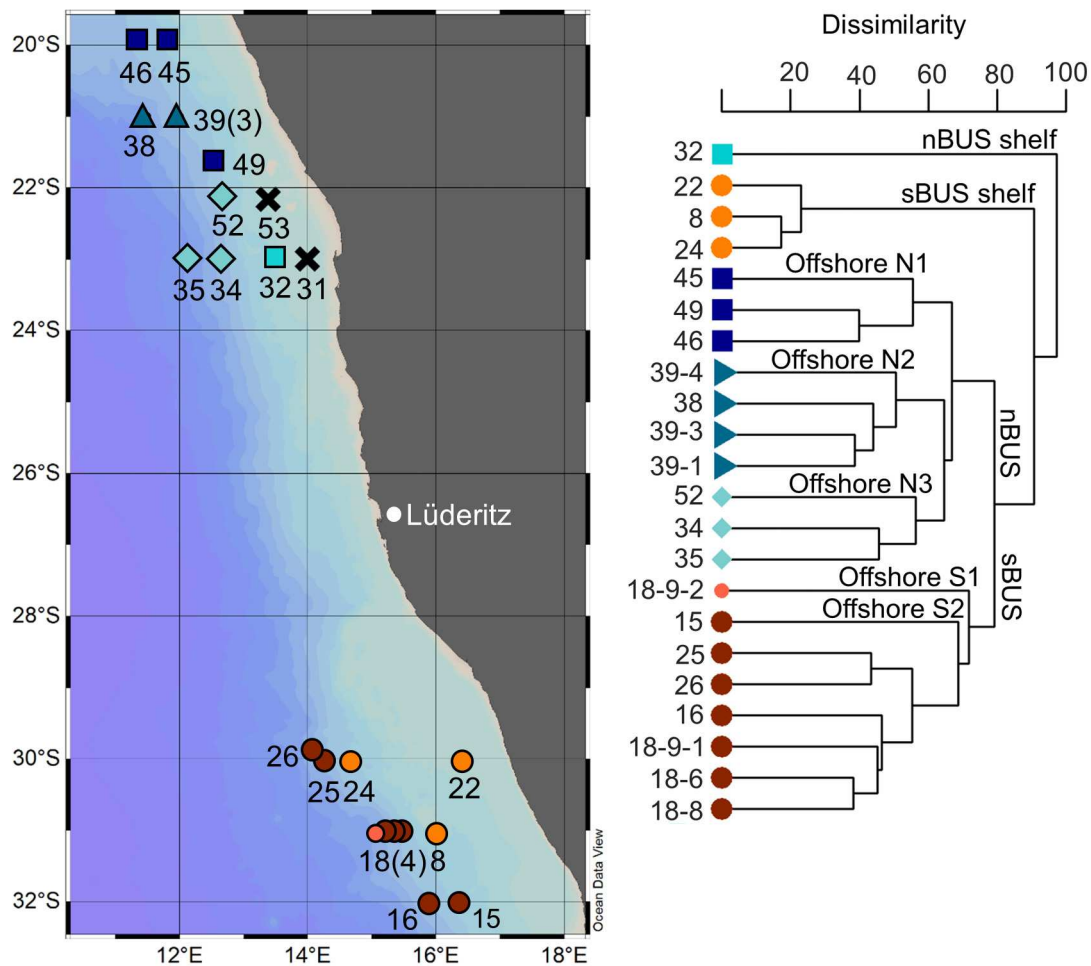 20°S
22°S
24°S
26°S
28°S
30°S
32°S
12°E
14°E
16°E
18°E
46
45
38
39(3)
49
52
53
35
34
32
31
Lüderitz
26
25
24
22
18(4)
8
16
15
Ocean Data View
Dissimilarity
20
40
60
80
100
32
22
8
24
45
49
46
39-4
38
39-3
39-1
52
34
35
18-9-2
15
25
26
16
18-9-1
18-6
18-8
nBUS shelf
sBUS shelf
Offshore N1
Offshore N2
Offshore N3
Offshore S1
Offshore S2
nBUS
sBUS